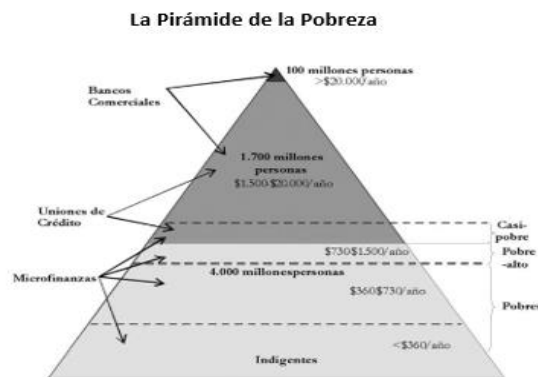 La Pirámide de la Pobreza
100 millones personas
>$20.000/año
Bancos
Comerciales
1.700 millones
personas
$1.500$20.000/año
Uniones de
Crédito
Casi-
pobre
$730$1.500/año
Pobre
-alto
Microfinanzas
4.000 millonespersonas
$360$730/año
Pobre
<$360/año
Indigentes